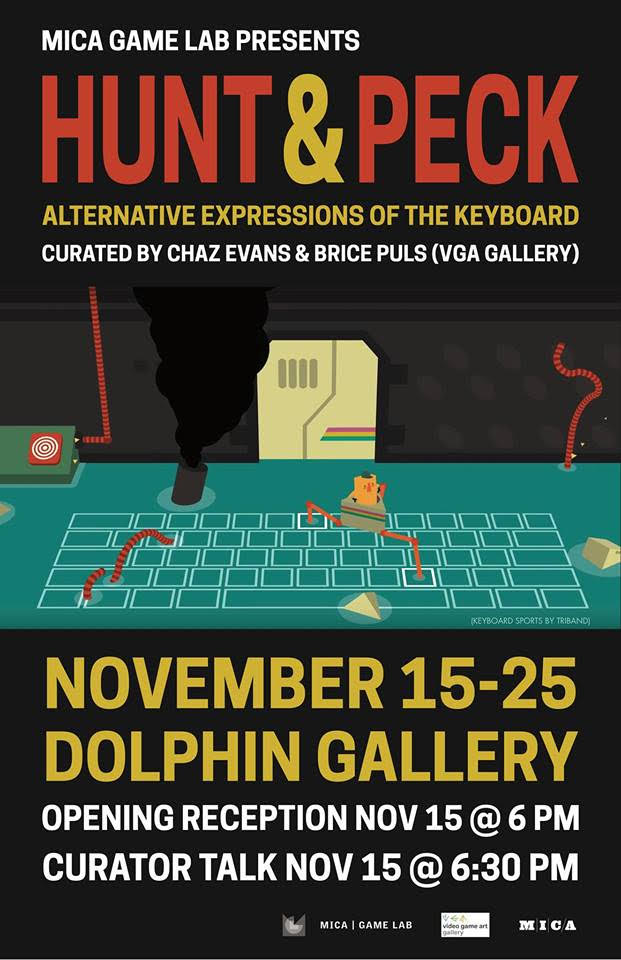 MICA GAME LAB PRESENTS
HUNT & PECK
ALTERNATIVE EXPRESSIONS OF THE KEYBOARD
CURATED BY CHAZ EVANS & BRICE PULS (VGA GALLERY)
(KEYBOARD SPORTS BY TRIBAND)
NOVEMBER 15-25
DOLPHIN GALLERY
OPENING RECEPTION NOV 15 @ 6 PM
CURATOR TALK NOV 15 @ 6:30 PM
MICA | GAME LAB
video game art
gallery
MICA